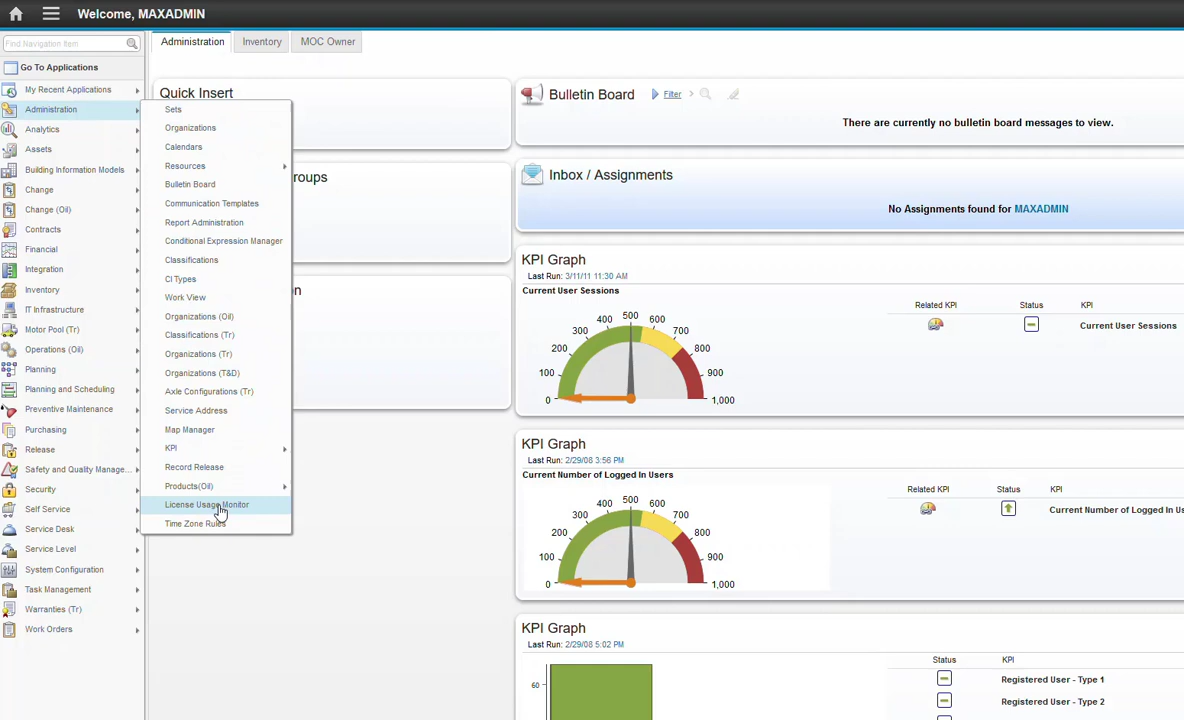 Welcome, MAXADMIN
Find Navigation Item
Go To Applications
My Recent Applications
Administration
Analytics
Assets
Building Information Models
Change
Change (Oil)
Contracts
Financial
Integration
Inventory
IT Infrastructure
Motor Pool (Tr)
Operations (Oil)
Planning
Planning and Scheduling
Preventive Maintenance
Purchasing
Release
Safety and Quality Manage...
Security
Self Service
Service Desk
Service Level
System Configuration
Task Management
Warranties (Tr)
Work Orders
Administration
Inventory
MOC Owner
Quick Insert
Sets
Organizations
Calendars
Resources
Bulletin Board
Communication Templates
Report Administration
Conditional Expression Manager
Classifications
CI Types
Work View
Organizations (Oil)
Classifications (Tr)
Organizations (Tr)
Organizations (T&D)
Axle Configurations (Tr)
Service Address
Map Manager
KPI
Record Release
Products(Oil)
License Usage Monitor
Time Zone Rules
Bulletin Board
Filter
There are currently no bulletin board messages to view.
Inbox / Assignments
No Assignments found for MAXADMIN
KPI Graph
Last Run: 3/11/11 11:30 AM
Current User Sessions
0
100
200
300
400
500
600
700
800
900
1,000
Related KPI
Status
KPI
Current User Sessions
KPI Graph
Last Run: 2/29/08 3:56 PM
Current Number of Logged In Users
0
100
200
300
400
500
600
700
800
900
1,000
Related KPI
Status
KPI
Current Number of Logged In Us
KPI Graph
Last Run: 2/29/08 5:02 PM
60
Status
KPI
Registered User - Type 1
Registered User - Type 2